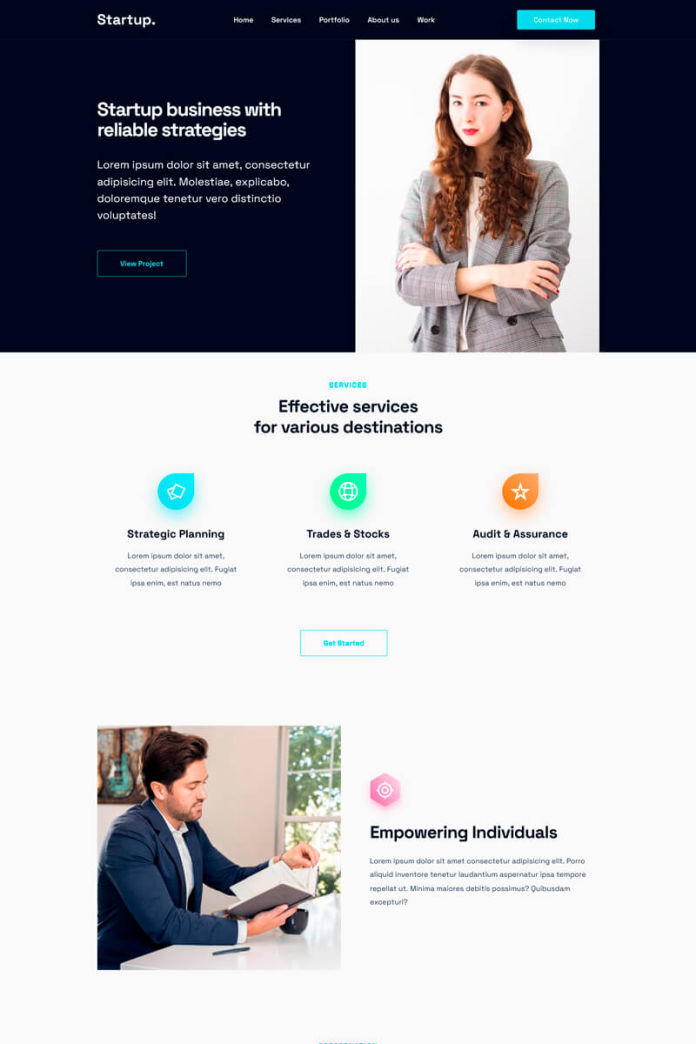 Startup.
Home Services Portfolio About us Work
Contact Now
Startup business with
reliable strategies
Lorem ipsum dolor sit amet, consectetur
adipisicing elit. Molestiae, explicabo,
doloremque tenetur vero distinctio
voluptates!
View Project
SERVICES
Effective services
for various destinations
Strategic Planning
Lorem ipsum dolor sit amet,
consectetur adipisicing elit. Fugiat
ipsa enim, est natus nemo
Trades & Stocks
Lorem ipsum dolor sit amet,
consectetur adipisicing elit. Fugiat
ipsa enim, est natus nemo
Audit & Assurance
Lorem ipsum dolor sit amet,
consectetur adipisicing elit. Fugiat
ipsa enim, est natus nemo
Get Started
Empowering Individuals
Lorem ipsum dolor sit amet consectetur adipisicing elit. Porro
aliquid inventore tenetur laudantium aspernatur ipsa tempore
repellat ut. Minima maiores debitis possimus? Quibusdam
excepturi?